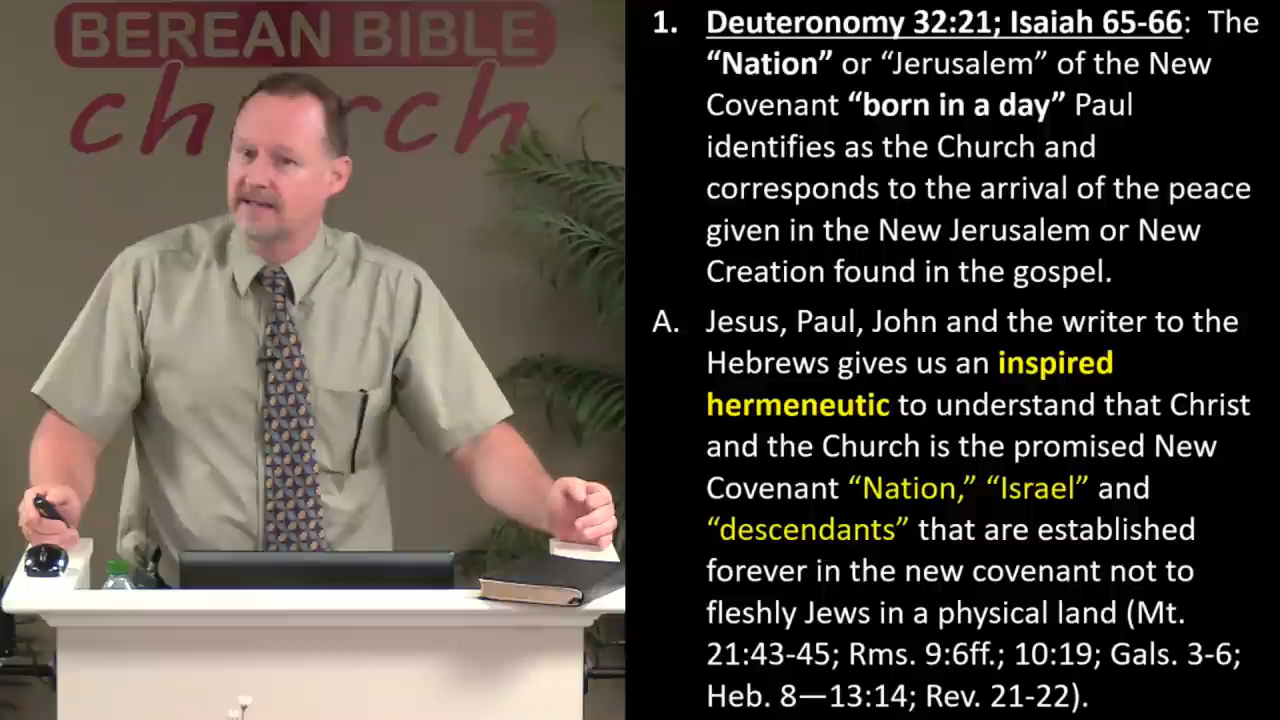 BEREAN BIBLE
church
1. Deuteronomy 32:21; Isaiah 65-66: The
“Nation” or “Jerusalem” of the New
Covenant “born in a day” Paul
identifies as the Church and
corresponds to the arrival of the peace
given in the New Jerusalem or New
Creation found in the gospel.
A. Jesus, Paul, John and the writer to the
Hebrews gives us an inspired
hermeneutic to understand that Christ
and the Church is the promised New
Covenant “Nation,” “Israel” and
“descendants” that are established
forever in the new covenant not to
fleshly Jews in a physical land (Mt.
21:43-45; Rms. 9:6ff.; 10:19; Gals. 3-6;
Heb. 8—13:14; Rev. 21-22).